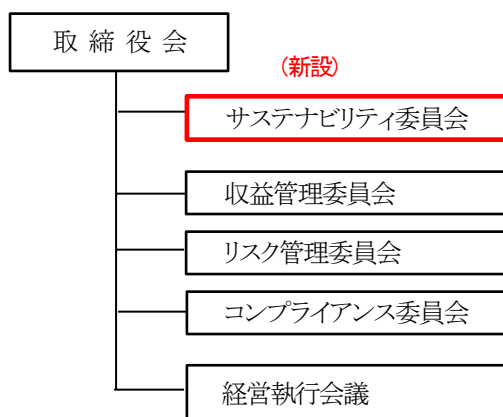 取締役会
(新設)
サステナビリティ委員会
収益管理委員会
リスク管理委員会
コンプライアンス委員会
経営執行会議